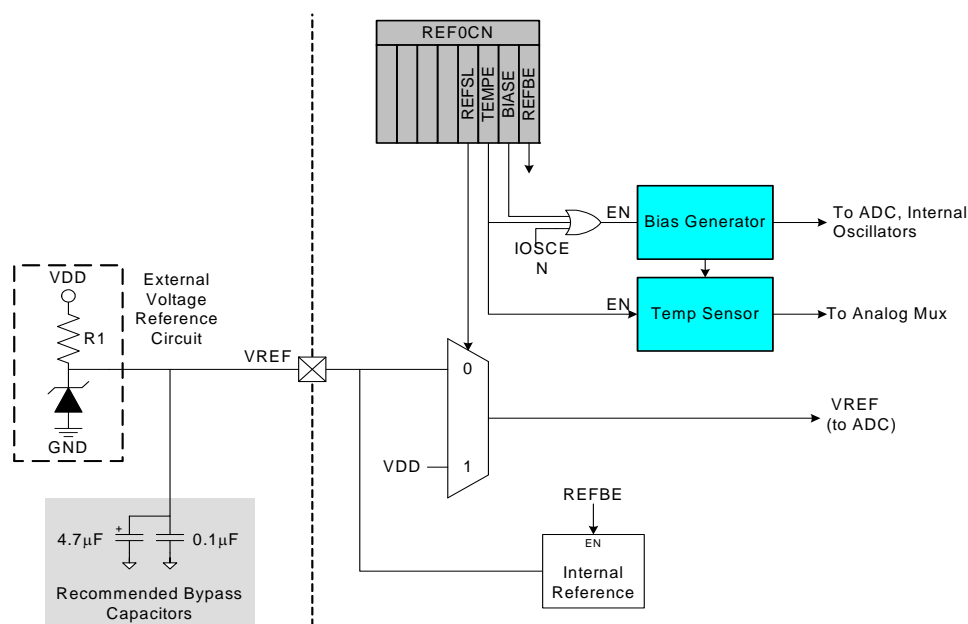 REF0CN
REFSL
TEMPE
BIASE
REFBE
EN
Bias Generator
To ADC, Internal
Oscillators
IOSCE
N
EN
Temp Sensor
To Analog Mux
VDD
R1
GND
External
Voltage
Reference
Circuit
VREF
0
VDD
1
VREF
(to ADC)
REFBE
EN
Internal
Reference
4.7μF
+
0.1μF
Recommended Bypass
Capacitors